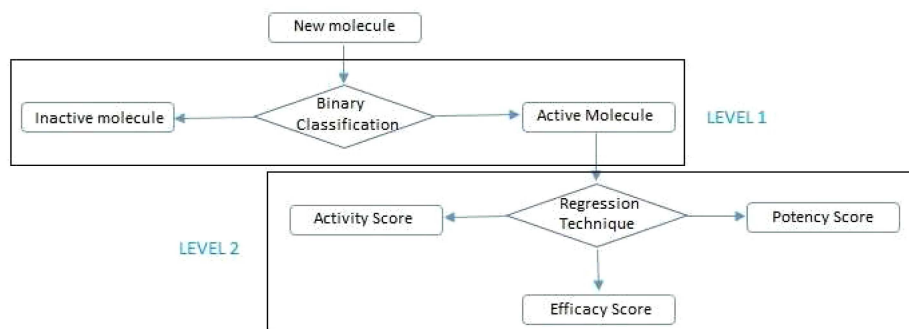 New molecule
Inactive molecule
Binary
Classification
Active Molecule
LEVEL 1
Activity Score
Regression
Technique
Potency Score
LEVEL 2
Efficacy Score